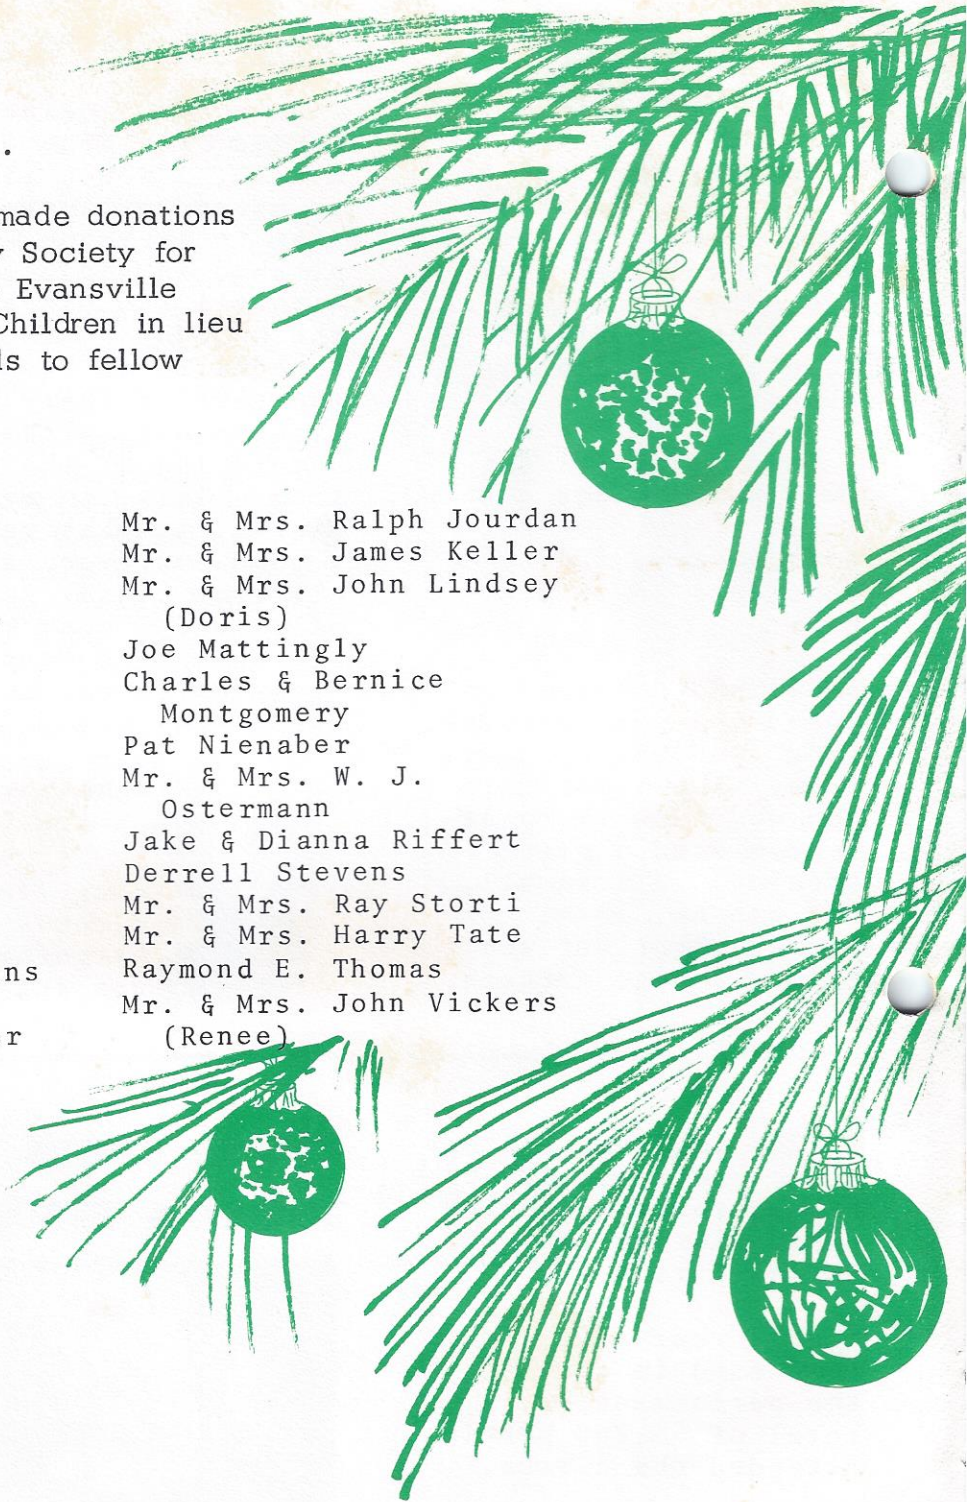 .
made donations
Society for
Evansville
Children in lieu
to fellow
Mr. & Mrs. Ralph Jourdan
Mr. & Mrs. James Keller
Mr. & Mrs. John Lindsey
(Doris)
Joe Mattingly
Charles & Bernice
Montgomery
Pat Nienaber
Mr. & Mrs. W. J.
Ostermann
Jake & Dianna Riffert
Derrell Stevens
Mr. & Mrs. Ray Storti
Mr. & Mrs. Harry Tate
ns Raymond E. Thomas
Mr. & Mrs. John Vickers
r (Renee)